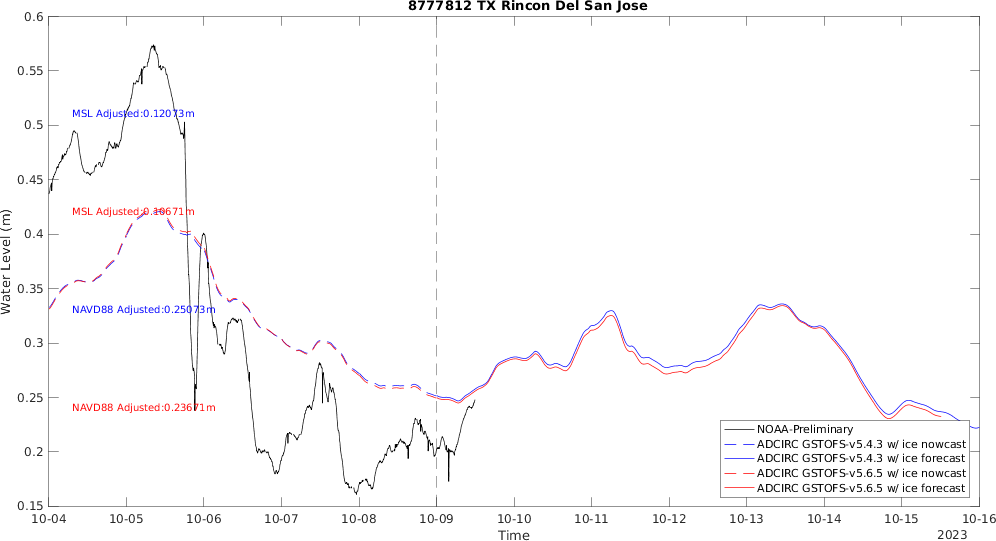 8777812 TX Rincon Del San Jose
Water Level (m)
0.6
0.55
0.5
0.45
0.4
0.35
0.3
0.25
0.2
0.15
MSL Adjusted:0.12073m
MSL Adjusted:0.10671m
NAVD88 Adjusted:0.25073m
NAVD88 Adjusted:0.23671m
NOAA-Preliminary
ADCIRC GSTOFS-v5.4.3 w/ ice nowcast
ADCIRC GSTOFS-v5.4.3 w/ ice forecast
ADCIRC GSTOFS-v5.6.5 w/ ice nowcast
ADCIRC GSTOFS-v5.6.5 w/ ice forecast
10-04 10-05 10-06 10-07 10-08 10-09 10-10 10-11 10-12 10-13 10-14 10-15 10-16
Time
2023